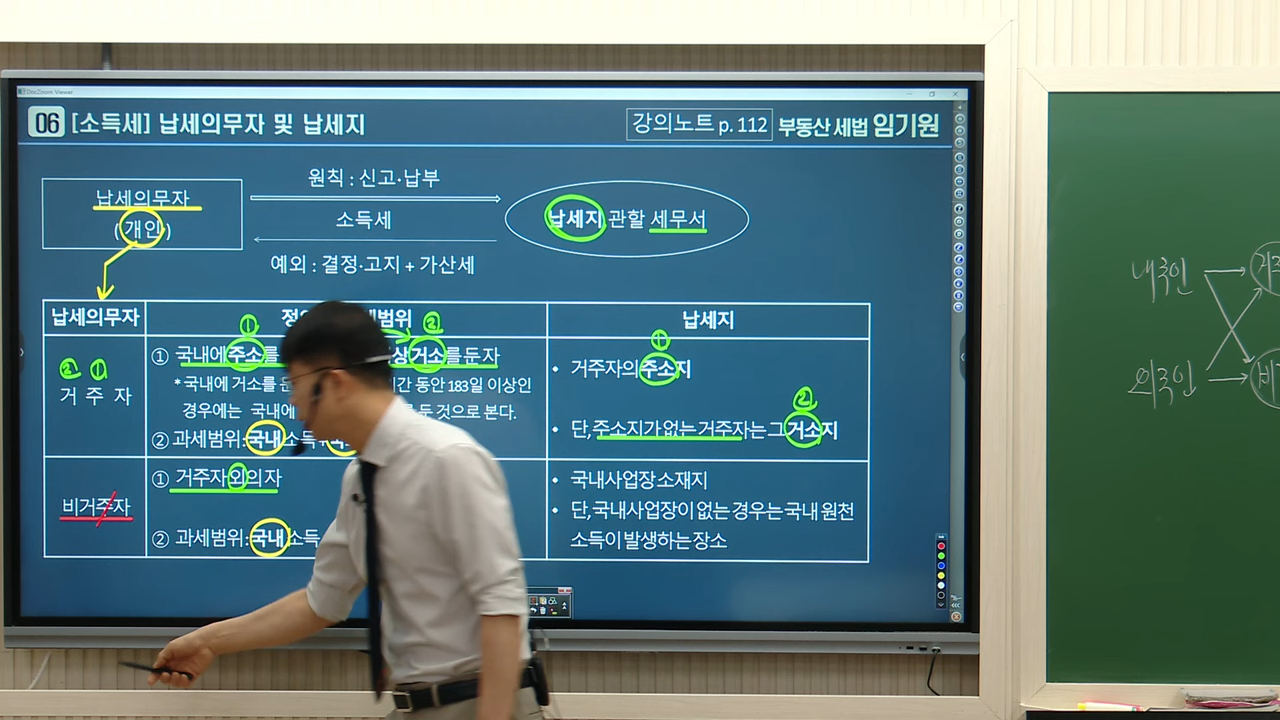 DocZoom Viewer
06 [소득세] 납세의무자 및 납세지
강의노트 p. 112
부동산 세법 임기원
납세의무자
(개인)
원칙 : 신고·납부
소득세
예외 : 결정·고지 + 가산세
납세지 관할 세무서
납세의무자
범위
납세지
② ①
거 주 자
① ②
① 국내에 주소를
상 거소를 둔 자
* 국내에 거소를
기간 동안 183일 이상인
경우에는 국내에
둔 것으로 본다.
② 과세범위: 국내소득
①
• 거주자의 주소지
②
• 단, 주소지가 없는 거주자는 그 거소지
비거주자
① 거주자 외의 자
② 과세범위: 국내소득
• 국내사업장 소재지
• 단, 국내사업장이 없는 경우는 국내 원천
소득이 발생하는 장소
내국인
외국인